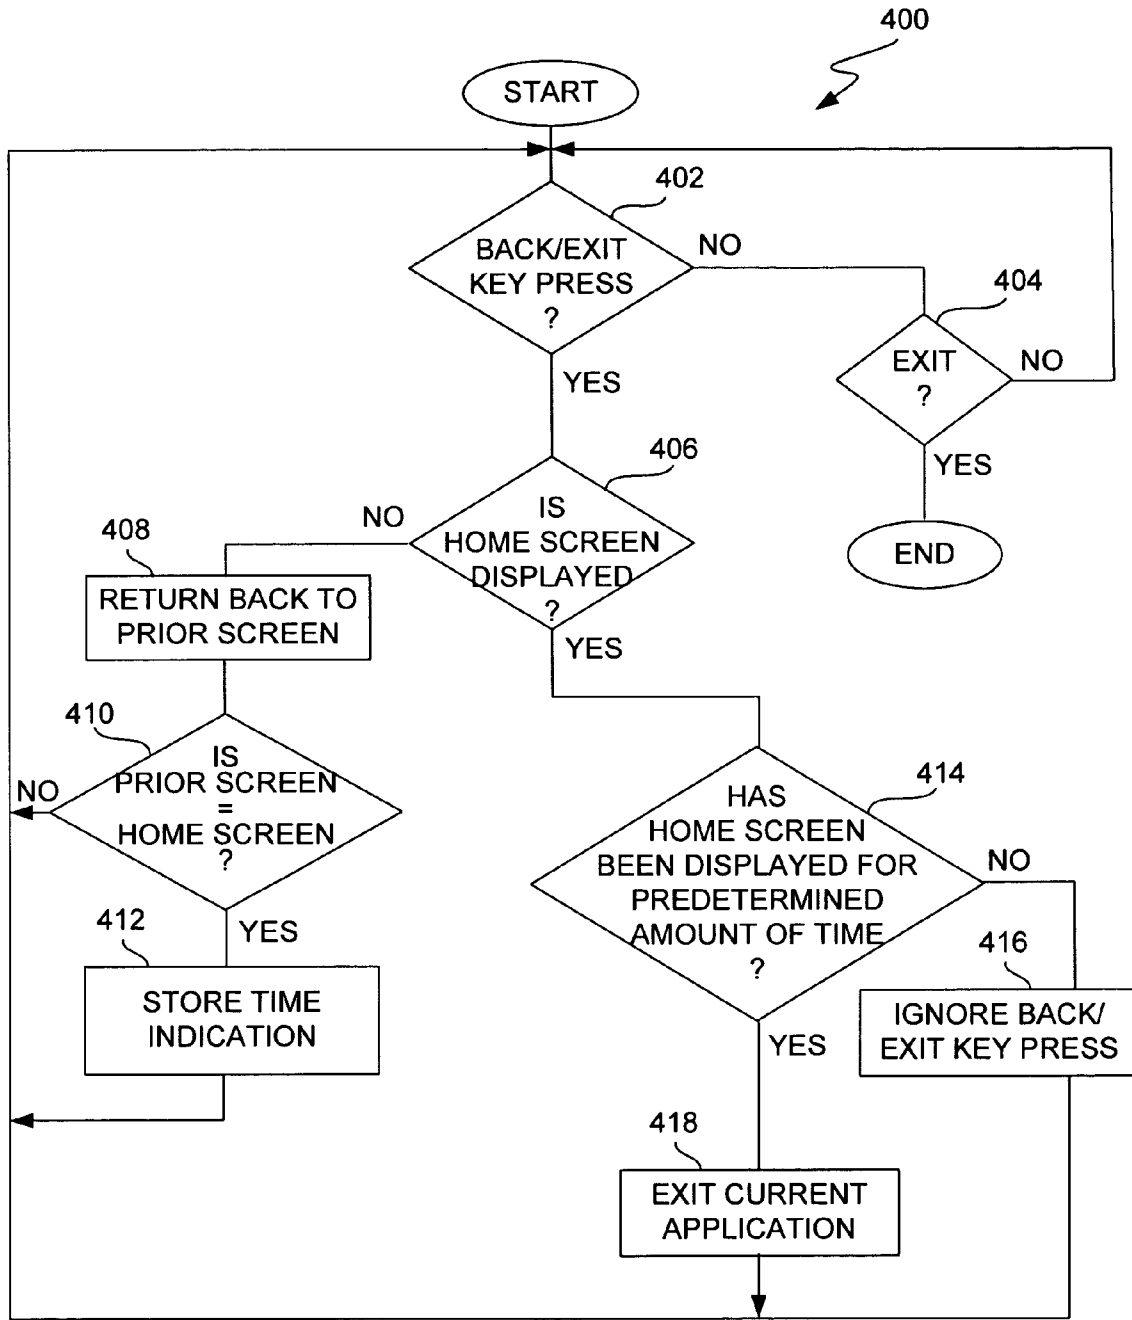 400
START
402
BACK/EXIT
KEY PRESS
?
NO
YES
404
EXIT
?
NO
YES
END
406
IS
HOME SCREEN
DISPLAYED
?
NO
YES
408
RETURN BACK TO
PRIOR SCREEN
410
IS
PRIOR SCREEN
=
HOME SCREEN
?
NO
YES
412
STORE TIME
INDICATION
414
HAS
HOME SCREEN
BEEN DISPLAYED FOR
PREDETERMINED
AMOUNT OF TIME
?
NO
YES
416
IGNORE BACK/
EXIT KEY PRESS
418
EXIT CURRENT
APPLICATION